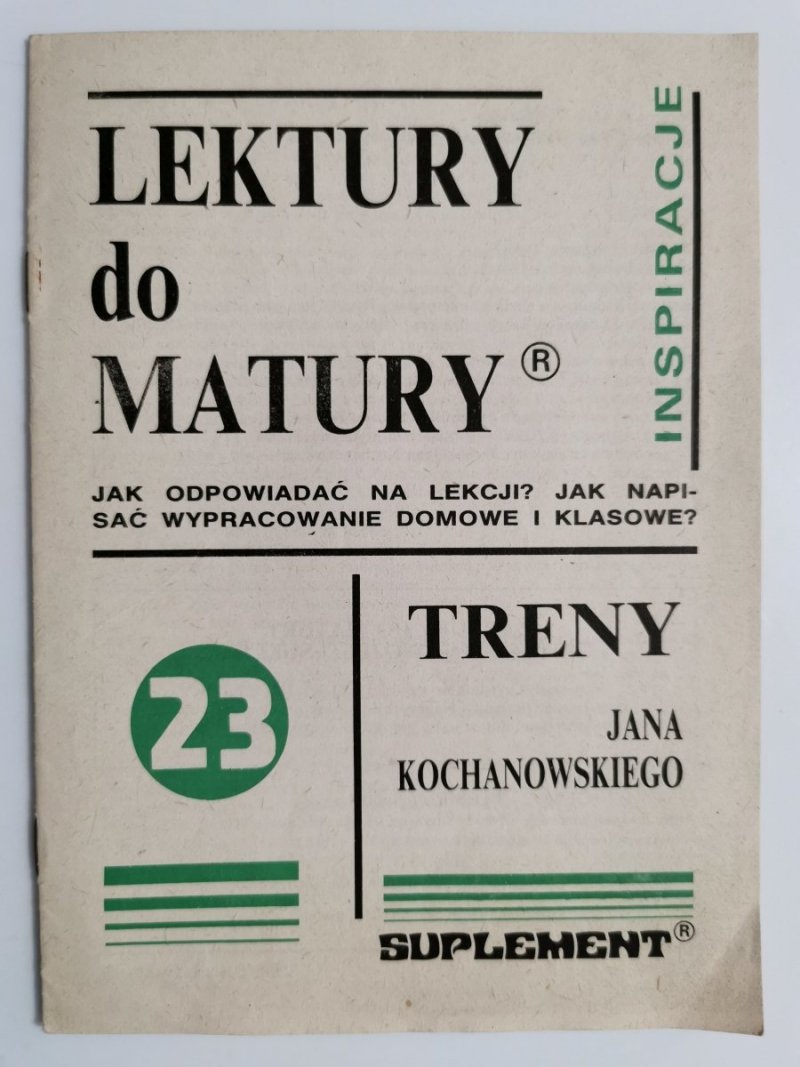 LEKTURY
do
MATURY®
INSPIRACJE
JAK ODPOWIADAĆ NA LEKCJI? JAK NAPI-
SAĆ WYPRACOWANIE DOMOWE I KLASOWE?
23
TRENY
JANA
KOCHANOWSKIEGO
SUPLEMENT®